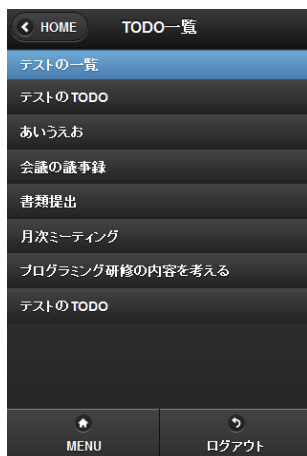 HOME TODO一覧
テストの一覧
テストのTODO
あいうえお
会議の議事録
書類提出
月次ミーティング
プログラミング研修の内容を考える
テストのTODO
MENU ログアウト